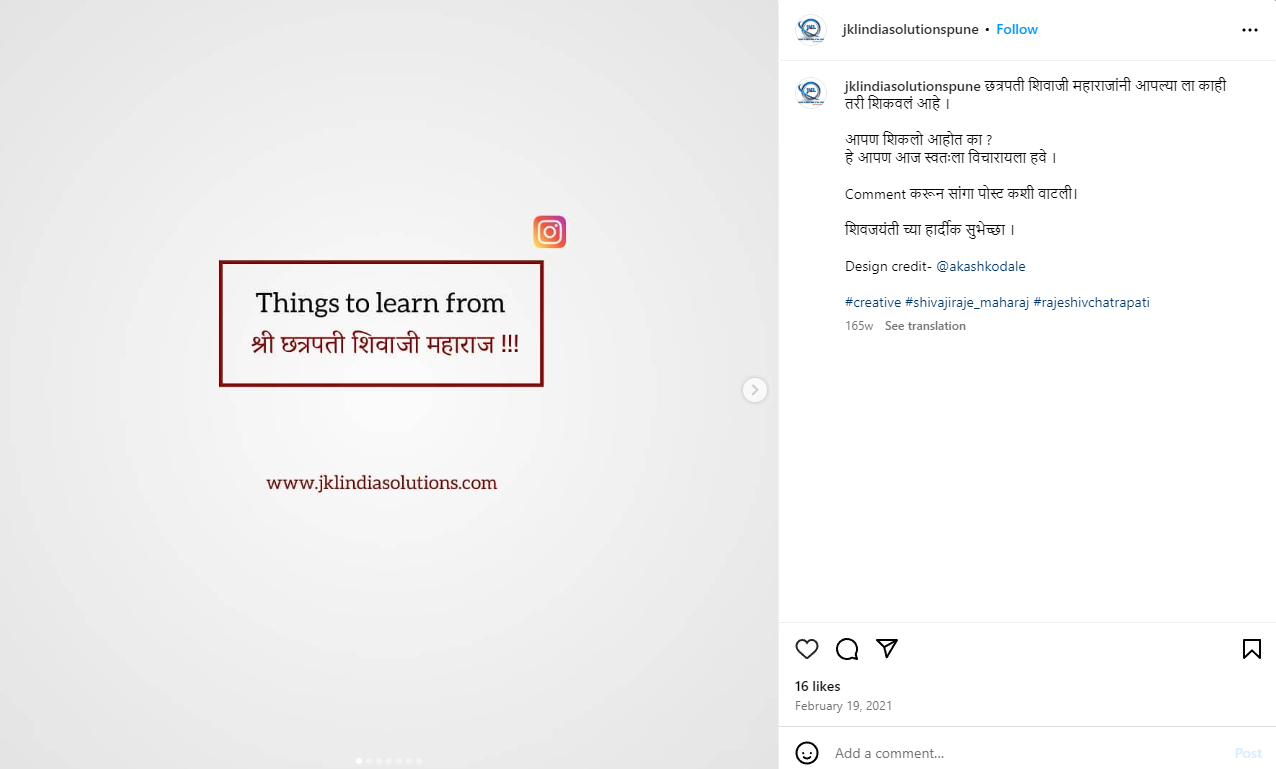 Things to learn from
श्री छत्रपती शिवाजी महाराज !!!
www.jklindiasolutions.com
jklindiasolutionspune • Follow
jklindiasolutionspune छत्रपती शिवाजी महाराजांनी आपल्या ला काही
तरी शिकवलं आहे ।
आपण शिकलो आहोत का ?
हे आपण आज स्वतःला विचारायला हवे ।
Comment करून सांगा पोस्ट कशी वाटली।
शिवजयंती च्या हार्दीक सुभेच्छा ।
Design credit- @akashkodale
#creative #shivajiraje_maharaj #rajeshivchatrapati
165w See translation
16 likes
February 19, 2021
Add a comment...
Post